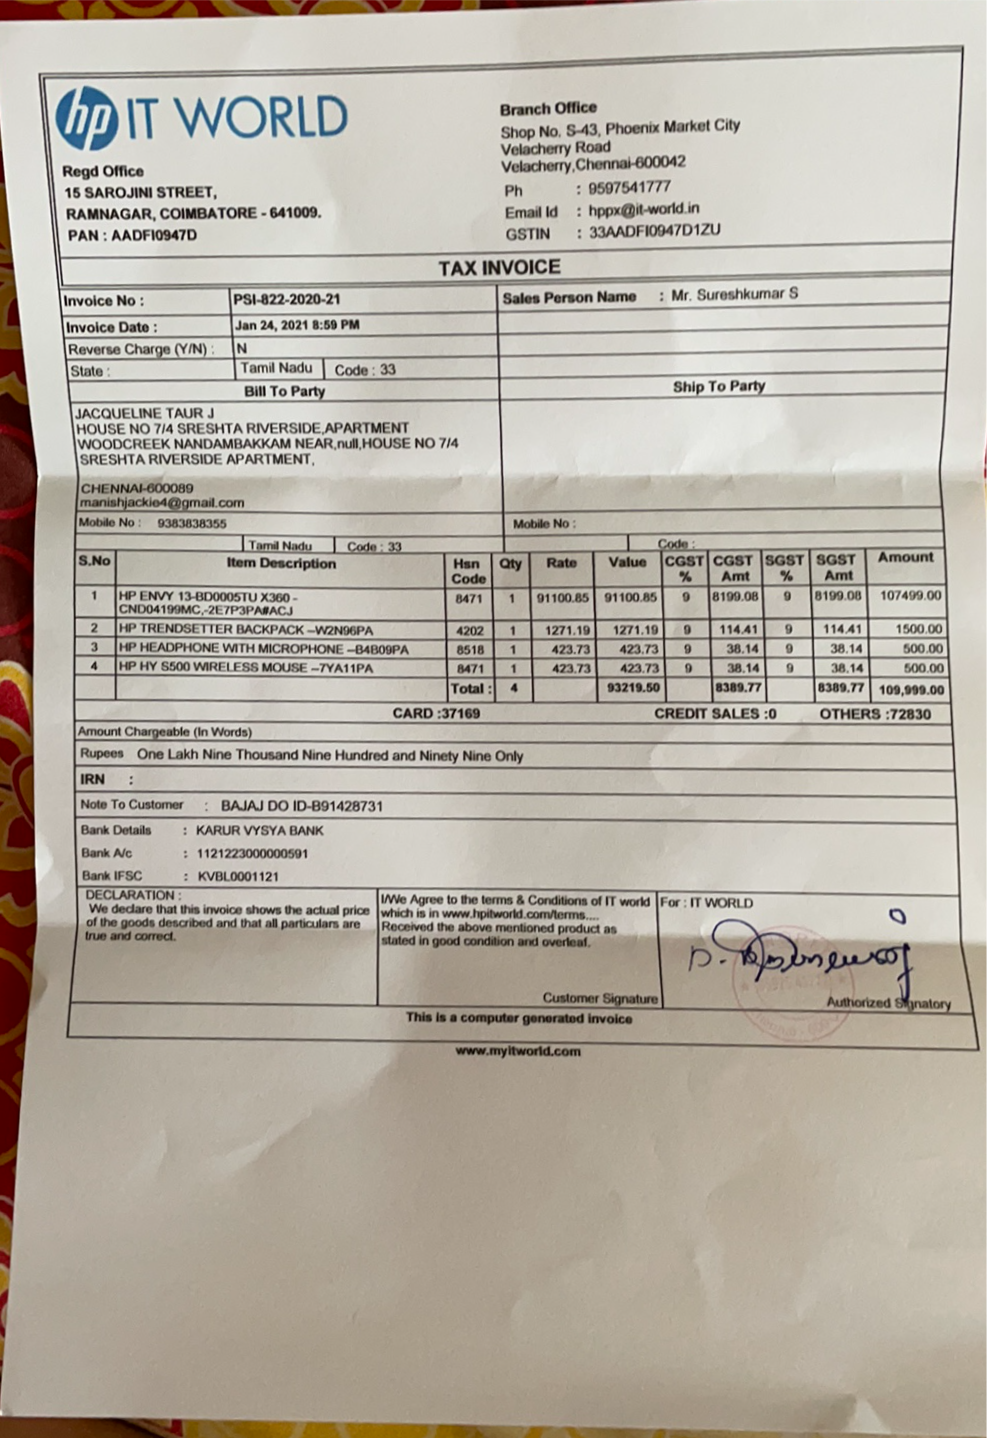 hp IT WORLD
Regd Office
15 SAROJINI STREET,
RAMNAGAR, COIMBATORE - 641009.
PAN : AADFI0947D
Branch Office
Shop No. S-43, Phoenix Market City
Velacherry Road
Velacherry,Chennai-600042
Ph : 9597541777
Email Id : hppx@it-world.in
GSTIN : 33AADFI0947D1ZU
TAX INVOICE
Invoice No : PSI-822-2020-21 Sales Person Name : Mr. Sureshkumar S
Invoice Date : Jan 24, 2021 8:59 PM
Reverse Charge (Y/N) : N
State : Tamil Nadu Code : 33
Bill To Party Ship To Party
JACQUELINE TAUR J
HOUSE NO 7/4 SRESHTA RIVERSIDE,APARTMENT
WOODCREEK NANDAMBAKKAM NEAR,null,HOUSE NO 7/4
SRESHTA RIVERSIDE APARTMENT,
CHENNAI-600089
manishjackie4@gmail.com
Mobile No : 9383838355 Mobile No :
Tamil Nadu Code : 33 Code :
S.No Item Description Hsn Code Qty Rate Value CGST % CGST Amt SGST % SGST Amt Amount
1 HP ENVY 13-BD0005TU X360 - 8471 1 91100.85 91100.85 9 8199.08 9 8199.08 107499.00
CND04199MC,-2E7P3PA#ACJ
2 HP TRENDSETTER BACKPACK –W2N96PA 4202 1 1271.19 1271.19 9 114.41 9 114.41 1500.00
3 HP HEADPHONE WITH MICROPHONE –B4B09PA 8518 1 423.73 423.73 9 38.14 9 38.14 500.00
4 HP HY S500 WIRELESS MOUSE –7YA11PA 8471 1 423.73 423.73 9 38.14 9 38.14 500.00
Total : 4 93219.50 8389.77 8389.77 109,999.00
CARD :37169 CREDIT SALES :0 OTHERS :72830
Amount Chargeable (In Words)
Rupees One Lakh Nine Thousand Nine Hundred and Ninety Nine Only
IRN :
Note To Customer : BAJAJ DO ID-B91428731
Bank Details : KARUR VYSYA BANK
Bank A/c : 1121223000000591
Bank IFSC : KVBL0001121
DECLARATION :
We declare that this invoice shows the actual price
of the goods described and that all particulars are
true and correct.
I/We Agree to the terms & Conditions of IT world
which is in www.hpitworld.com/terms....
Received the above mentioned product as
stated in good condition and overleaf.
Customer Signature
For : IT WORLD
Authorized Signatory
This is a computer generated invoice
www.myitworld.com